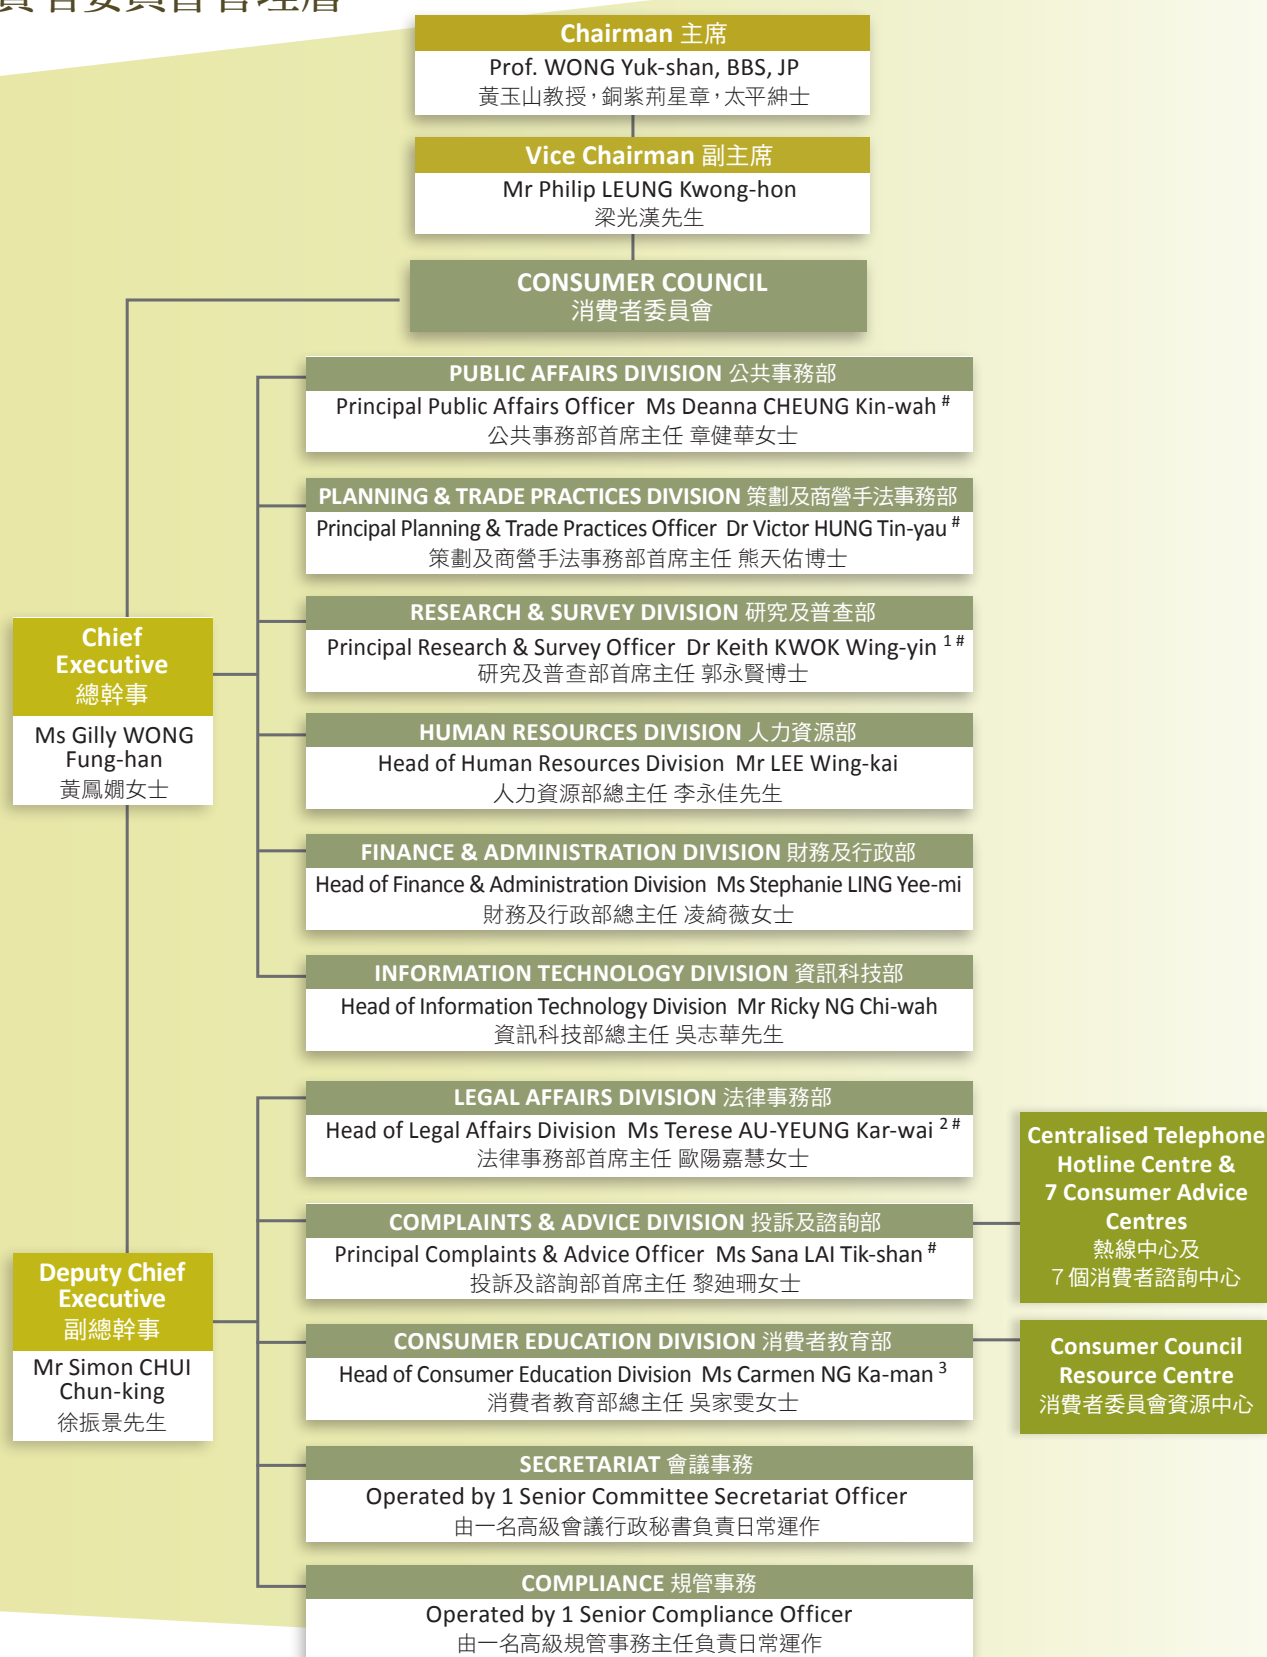 Chairman 主席
Prof. WONG Yuk-shan, BBS, JP
黃玉山教授，銅紫荊星章，太平紳士
Vice Chairman 副主席
Mr Philip LEUNG Kwong-hon
梁光漢先生
CONSUMER COUNCIL
消費者委員會
PUBLIC AFFAIRS DIVISION 公共事務部
Principal Public Affairs Officer Ms Deanna CHEUNG Kin-wah #
公共事務部首席主任 章健華女士
PLANNING & TRADE PRACTICES DIVISION 策劃及商營手法事務部
Principal Planning & Trade Practices Officer Dr Victor HUNG Tin-yau #
策劃及商營手法事務部首席主任 熊天佑博士
RESEARCH & SURVEY DIVISION 研究及普查部
Principal Research & Survey Officer Dr Keith KWOK Wing-yin 1 #
研究及普查部首席主任 郭永賢博士
Chief
Executive
總幹事
Ms Gilly WONG
Fung-han
黃鳳嫺女士
HUMAN RESOURCES DIVISION 人力資源部
Head of Human Resources Division Mr LEE Wing-kai
人力資源部總主任 李永佳先生
FINANCE & ADMINISTRATION DIVISION 財務及行政部
Head of Finance & Administration Division Ms Stephanie LING Yee-mi
財務及行政部總主任 凌綺薇女士
INFORMATION TECHNOLOGY DIVISION 資訊科技部
Head of Information Technology Division Mr Ricky NG Chi-wah
資訊科技部總主任 吳志華先生
LEGAL AFFAIRS DIVISION 法律事務部
Head of Legal Affairs Division Ms Terese AU-YEUNG Kar-wai 2 #
法律事務部首席主任 歐陽嘉慧女士
COMPLAINTS & ADVICE DIVISION 投訴及諮詢部
Principal Complaints & Advice Officer Ms Sana LAI Tik-shan #
投訴及諮詢部首席主任 黎廸珊女士
Centralised Telephone
Hotline Centre &
7 Consumer Advice
Centres
熱線中心及
７個消費者諮詢中心
Deputy Chief
Executive
副總幹事
Mr Simon CHUI
Chun-king
徐振景先生
CONSUMER EDUCATION DIVISION 消費者教育部
Head of Consumer Education Division Ms Carmen NG Ka-man 3
消費者教育部總主任 吳家雯女士
Consumer Council
Resource Centre
消費者委員會資源中心
SECRETARIAT 會議事務
Operated by 1 Senior Committee Secretariat Officer
由一名高級會議行政秘書負責日常運作
COMPLIANCE 規管事務
Operated by 1 Senior Compliance Officer
由一名高級規管事務主任負責日常運作